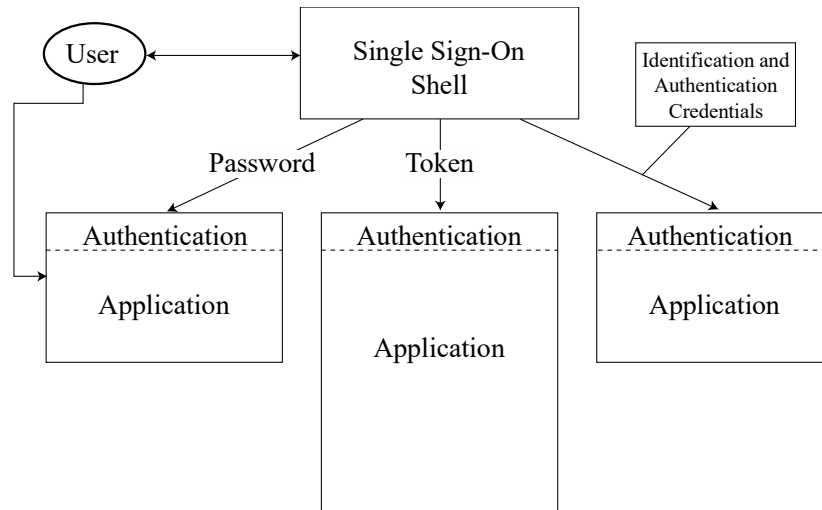 User
Single Sign-On
Shell
Identification and
Authentication
Credentials
Password
Token
Authentication
Authentication
Authentication
Application
Application
Application